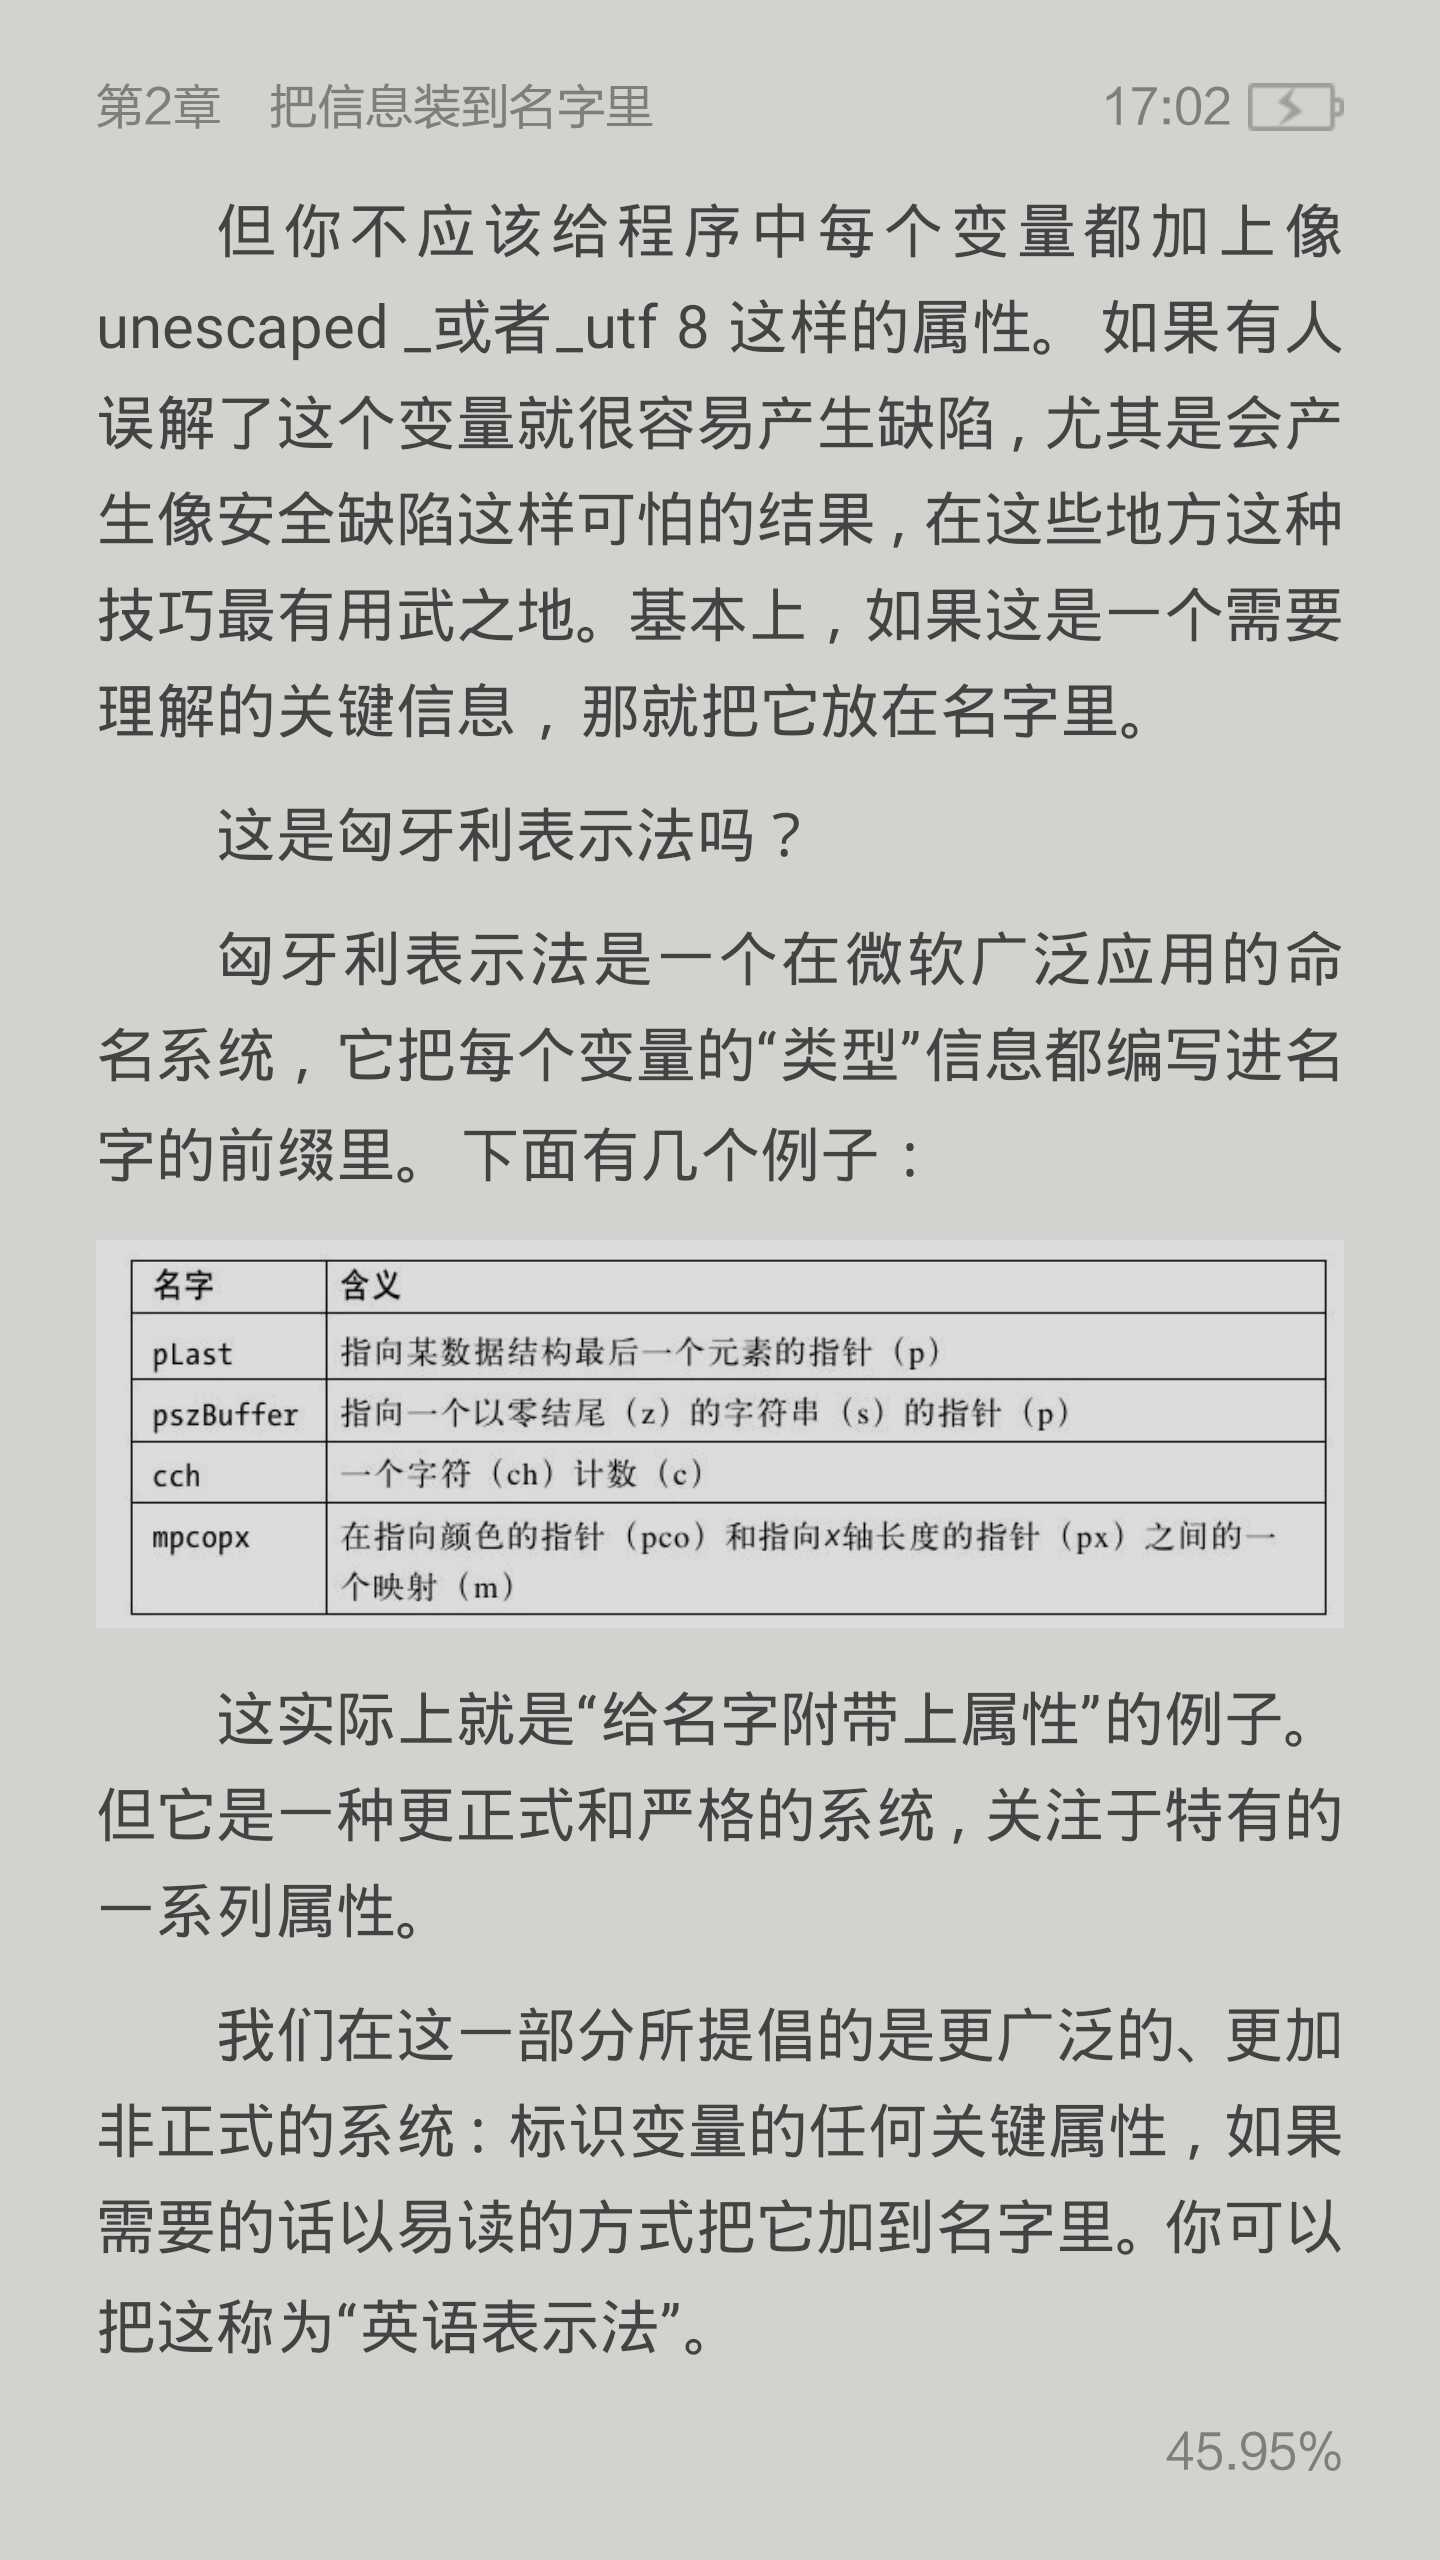 第2章　把信息装到名字里
17:02
但你不应该给程序中每个变量都加上像
unescaped _或者_utf 8 这样的属性。 如果有人
误解了这个变量就很容易产生缺陷，尤其是会产
生像安全缺陷这样可怕的结果，在这些地方这种
技巧最有用武之地。基本上，如果这是一个需要
理解的关键信息，那就把它放在名字里。
这是匈牙利表示法吗？
匈牙利表示法是一个在微软广泛应用的命
名系统，它把每个变量的“类型”信息都编写进名
字的前缀里。 下面有几个例子：
名字 含义
pLast 指向某数据结构最后一个元素的指针（p）
pszBuffer 指向一个以零结尾（z）的字符串（s）的指针（p）
cch 一个字符（ch）计数（c）
mpcopx 在指向颜色的指针（pco）和指向x轴长度的指针（px）之间的一
个映射（m）
这实际上就是“给名字附带上属性”的例子。
但它是一种更正式和严格的系统，关注于特有的
一系列属性。
我们在这一部分所提倡的是更广泛的、更加
非正式的系统：标识变量的任何关键属性，如果
需要的话以易读的方式把它加到名字里。你可以
把这称为“英语表示法”。
45.95%